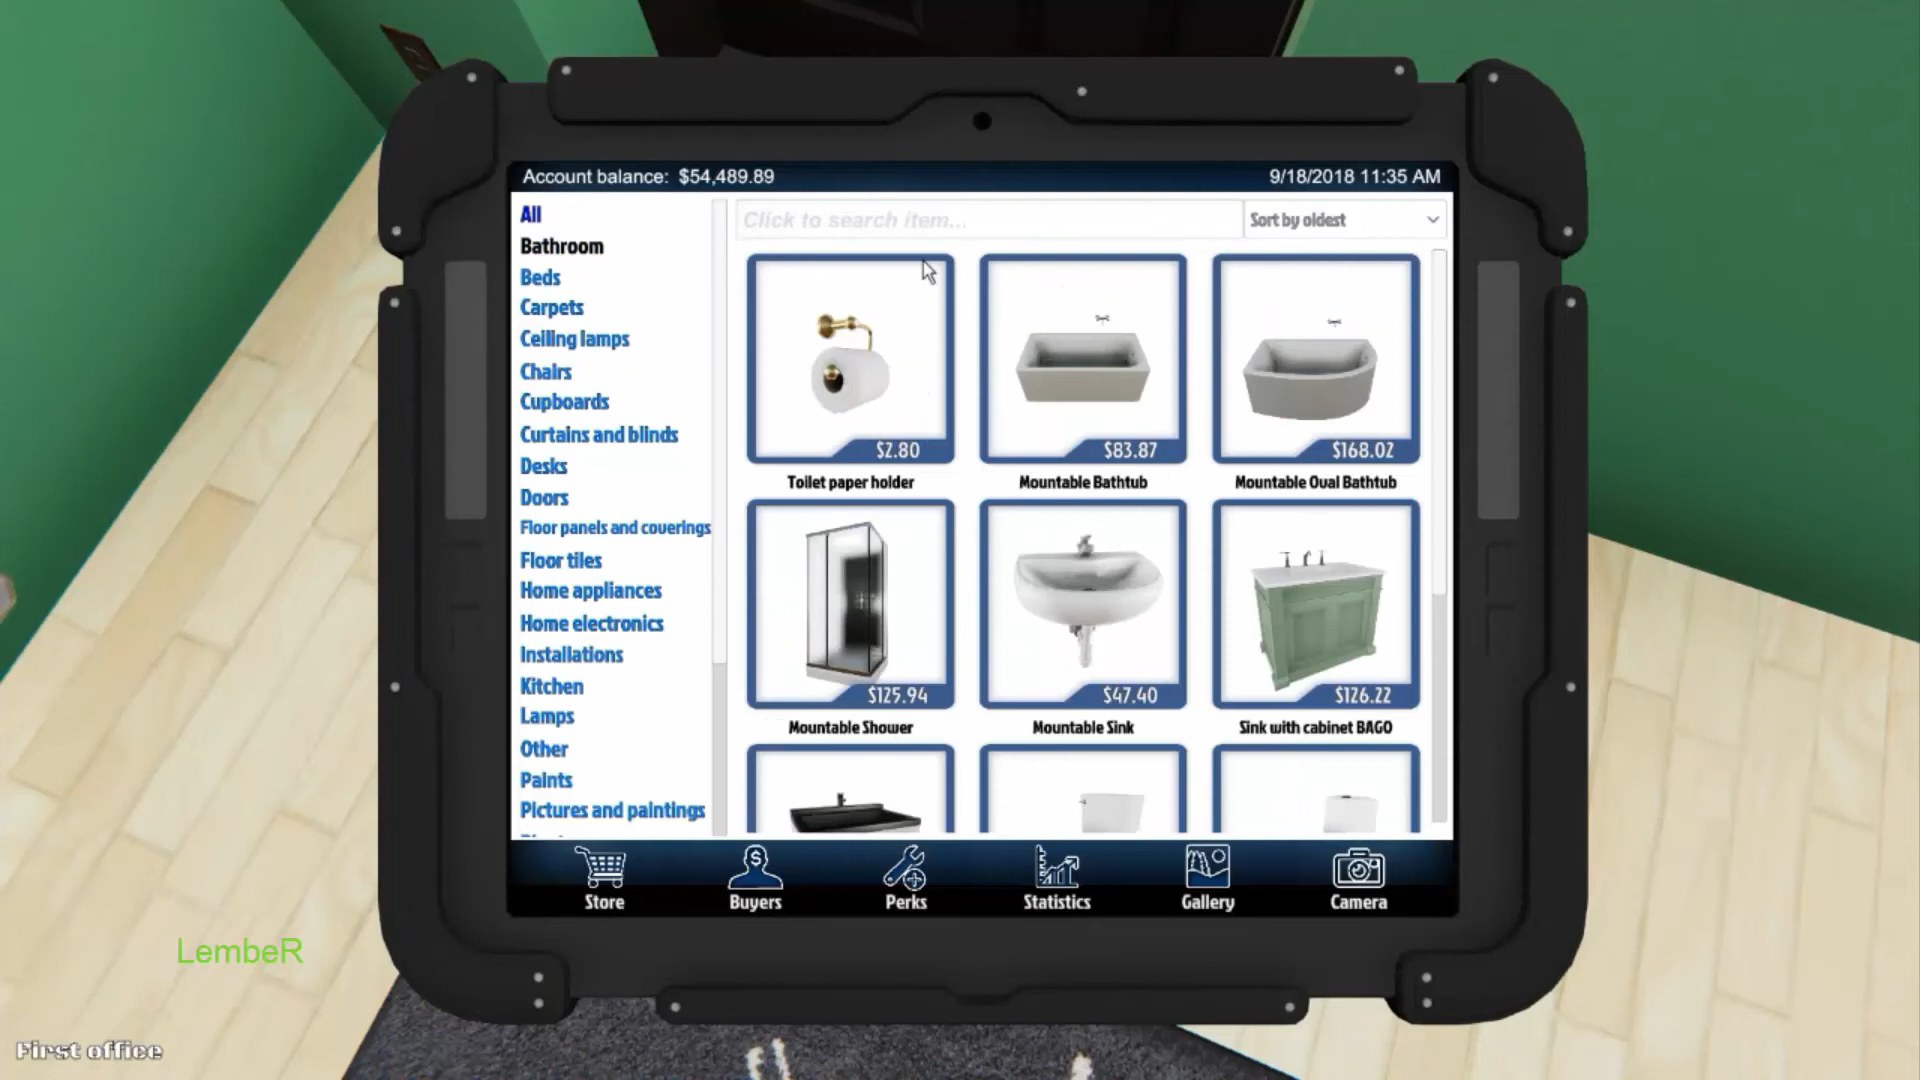 Account balance: $54,489.89
9/18/2018 11:35 AM
All
Bathroom
Beds
Carpets
Ceiling lamps
Chairs
Cupboards
Curtains and blinds
Desks
Doors
Floor panels and coverings
Floor tiles
Home appliances
Home electronics
Installations
Kitchen
Lamps
Other
Paints
Pictures and paintings
Click to search item...
Sort by oldest
$2.80
$83.87
$168.02
Toilet paper holder
Mountable Bathtub
Mountable Oval Bathtub
$125.94
$47.40
$126.22
Mountable Shower
Mountable Sink
Sink with cabinet BAGO
Store
Buyers
Perks
Statistics
Gallery
Camera
LembeR
First office